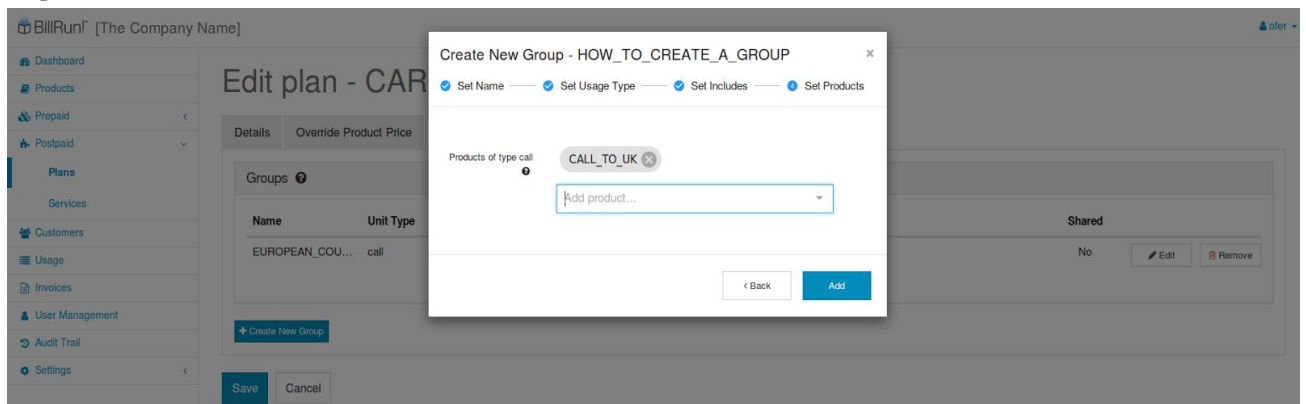 BillRun! [The Company Name]
ofer
Dashboard
Products
Prepaid
Postpaid
Plans
Services
Customers
Usage
Invoices
User Management
Audit Trail
Settings
Edit plan - CAR
Details Override Product Price
Groups
Name Unit Type Shared
EUROPEAN_COU... call No Edit Remove
Create New Group
Save Cancel
Create New Group - HOW_TO_CREATE_A_GROUP ×
Set Name Set Usage Type Set Includes 4 Set Products
Products of type call
CALL_TO_UK
Add product...
Back Add